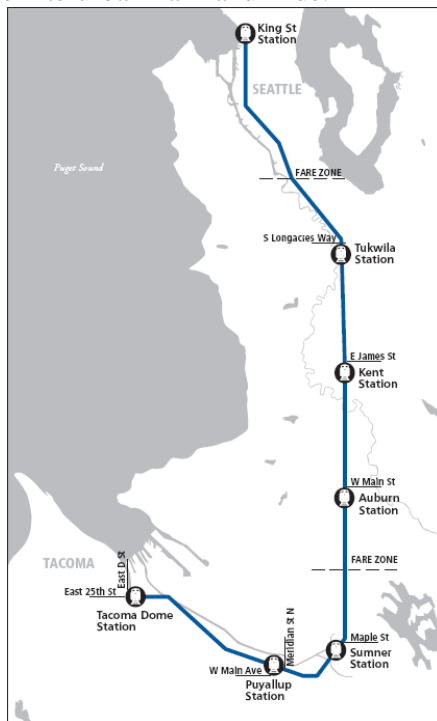 King St
Station
SEATTLE
Puget Sound
FARE ZONE
S Longacies Way
Tukwila
Station
E James St
Kent
Station
W Main St
Auburn
Station
FARE ZONE
TACOMA
East D St
East 25th St
Tacoma Dome
Station
Meridian St N
Maple St
Sumner
Station
W Main Ave
Puyallup
Station